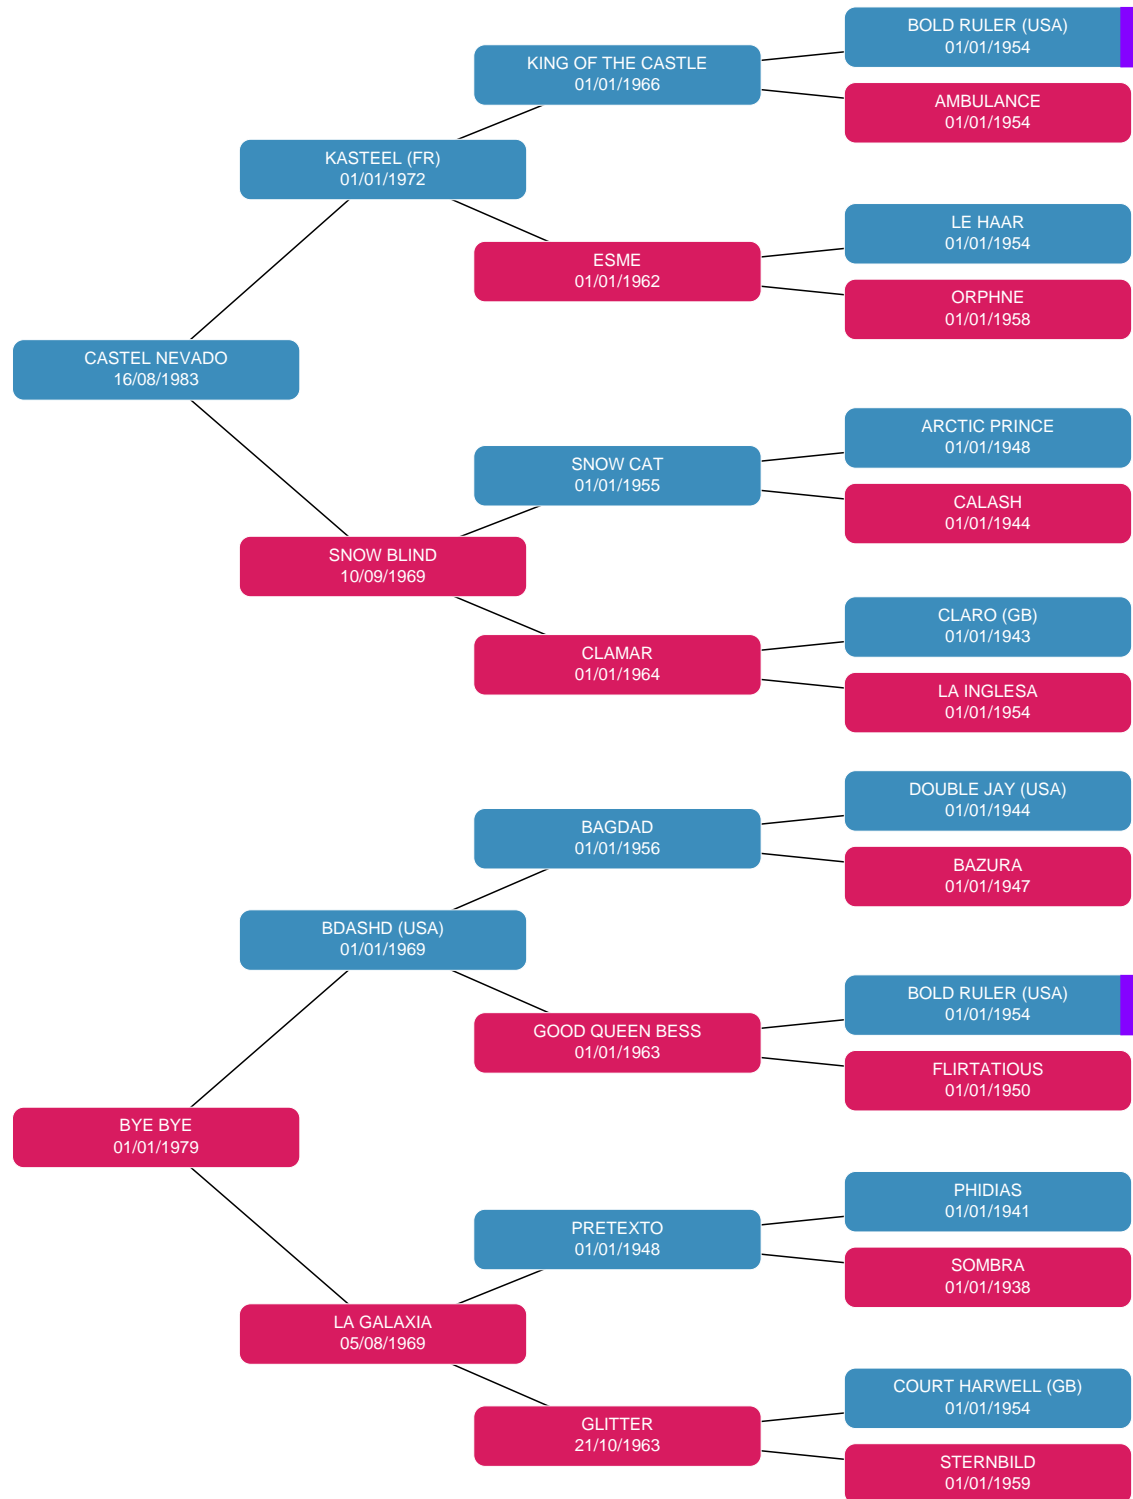 BOLD RULER (USA)
01/01/1954
KING OF THE CASTLE
01/01/1966
AMBULANCE
01/01/1954
KASTEEL (FR)
01/01/1972
LE HAAR
01/01/1954
ESME
01/01/1962
ORPHNE
01/01/1958
CASTEL NEVADO
16/08/1983
ARCTIC PRINCE
01/01/1948
SNOW CAT
01/01/1955
CALASH
01/01/1944
SNOW BLIND
10/09/1969
CLARO (GB)
01/01/1943
CLAMAR
01/01/1964
LA INGLESA
01/01/1954
DOUBLE JAY (USA)
01/01/1944
BAGDAD
01/01/1956
BAZURA
01/01/1947
BDASHD (USA)
01/01/1969
BOLD RULER (USA)
01/01/1954
GOOD QUEEN BESS
01/01/1963
FLIRTATIOUS
01/01/1950
BYE BYE
01/01/1979
PHIDIAS
01/01/1941
PRETEXTO
01/01/1948
SOMBRA
01/01/1938
LA GALAXIA
05/08/1969
COURT HARWELL (GB)
01/01/1954
GLITTER
21/10/1963
STERNBILD
01/01/1959